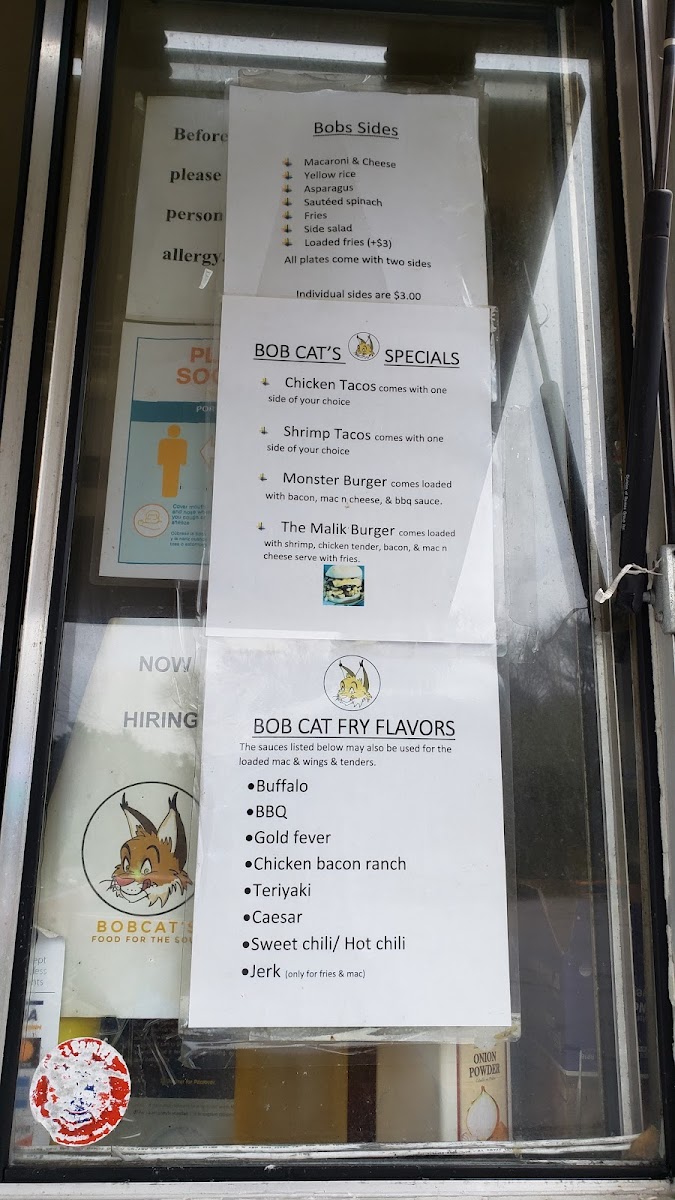 Before
please
person
allergy
Bobs Sides
Macaroni & Cheese
Yellow rice
Asparagus
Sautéed spinach
Fries
Side salad
Loaded fries (+$3)
All plates come with two sides
Individual sides are $3.00
BOB CAT'S SPECIALS
Chicken Tacos comes with one
side of your choice
Shrimp Tacos comes with one
side of your choice
Monster Burger comes loaded
with bacon, mac n cheese, & bbq sauce.
The Malik Burger comes loaded
with shrimp, chicken tender, bacon, & mac n
cheese serve with fries.
NOW
HIRING
BOBCAT'S
FOOD FOR THE
BOB CAT FRY FLAVORS
The sauces listed below may also be used for the
loaded mac & wings & tenders.
•Buffalo
•BBQ
•Gold fever
•Chicken bacon ranch
•Teriyaki
•Caesar
•Sweet chili/ Hot chili
•Jerk (only for fries & mac)
ONION
POWDER